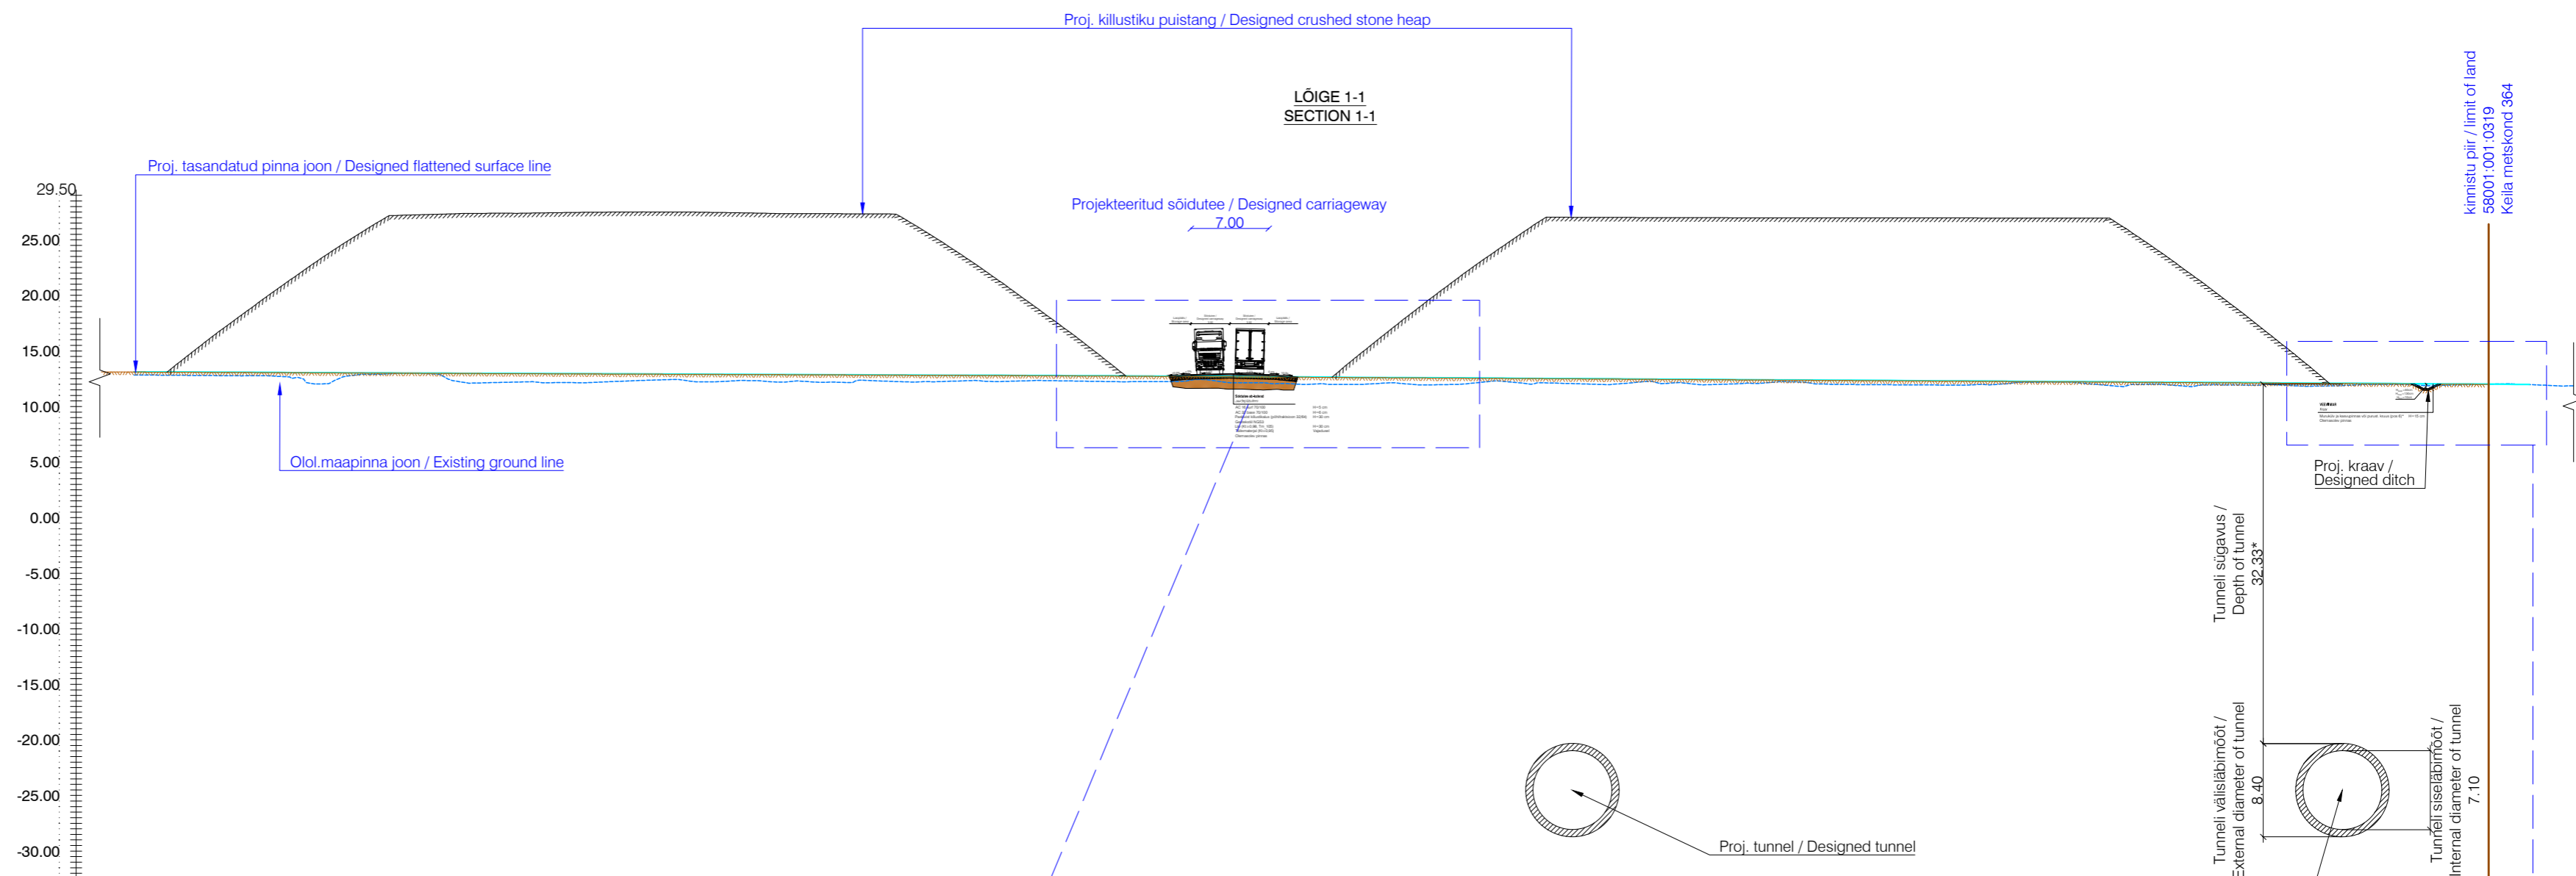 Proj. killustiku puistang / Designed crushed stone heap
LÕIGE 1-1
SECTION 1-1
kinnistu piir / limit of land
58001:001:0319
Keila metskond 364
Proj. tasandatud pinna joon / Designed flattened surface line
29.50
Projekteeritud sõidutee / Designed carriageway
7.00
25.00
20.00
15.00
10.00
5.00
0.00
-5.00
-10.00
-15.00
-20.00
-25.00
-30.00
Olol.maapinna joon / Existing ground line
Proj. kraav /
Designed ditch
Tunneli sügavus /
Depth of tunnel
32.33*
Tunneli välisläbimõõt /
External diameter of tunnel
8.40
Tunneli siseläbimõõt /
Internal diameter of tunnel
7.10
Proj. tunnel / Designed tunnel